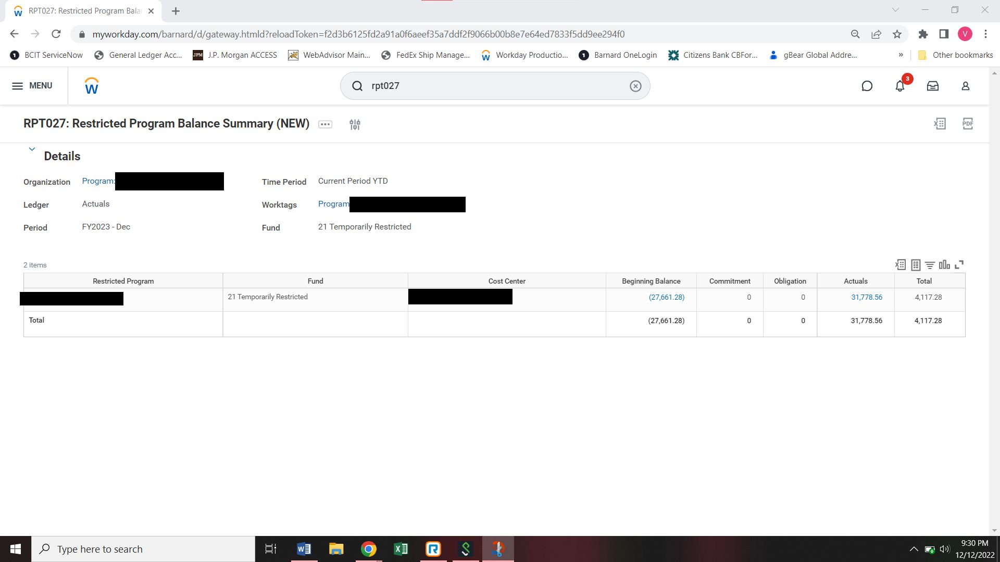 RPT027: Restricted Program Bala
myworkday.com/barnard/d/gateway.htmld?reloadToken=f2d3b6125fd2a91a0f6aeef35a7ddf2f9066b00b8e7e64ed7833f5dd9ee294f0
V
BCIT ServiceNow General Ledger Acc... JPM J.P. Morgan ACCESS WebAdvisor Main... FedEx Ship Manage... Workday Productio... 1 Barnard OneLogin Citizens Bank CBFor... gBear Global Addre... » Other bookmarks
MENU
rpt027
3
RPT027: Restricted Program Balance Summary (NEW)
PDF
Details
Organization Program: Time Period Current Period YTD
Ledger Actuals Worktags Program
Period FY2023 - Dec Fund 21 Temporarily Restricted
2 items
Restricted Program Fund Cost Center Beginning Balance Commitment Obligation Actuals Total
21 Temporarily Restricted (27,661.28) 0 0 31,778.56 4,117.28
Total (27,661.28) 0 0 31,778.56 4,117.28
Type here to search
9:30 PM
12/12/2022